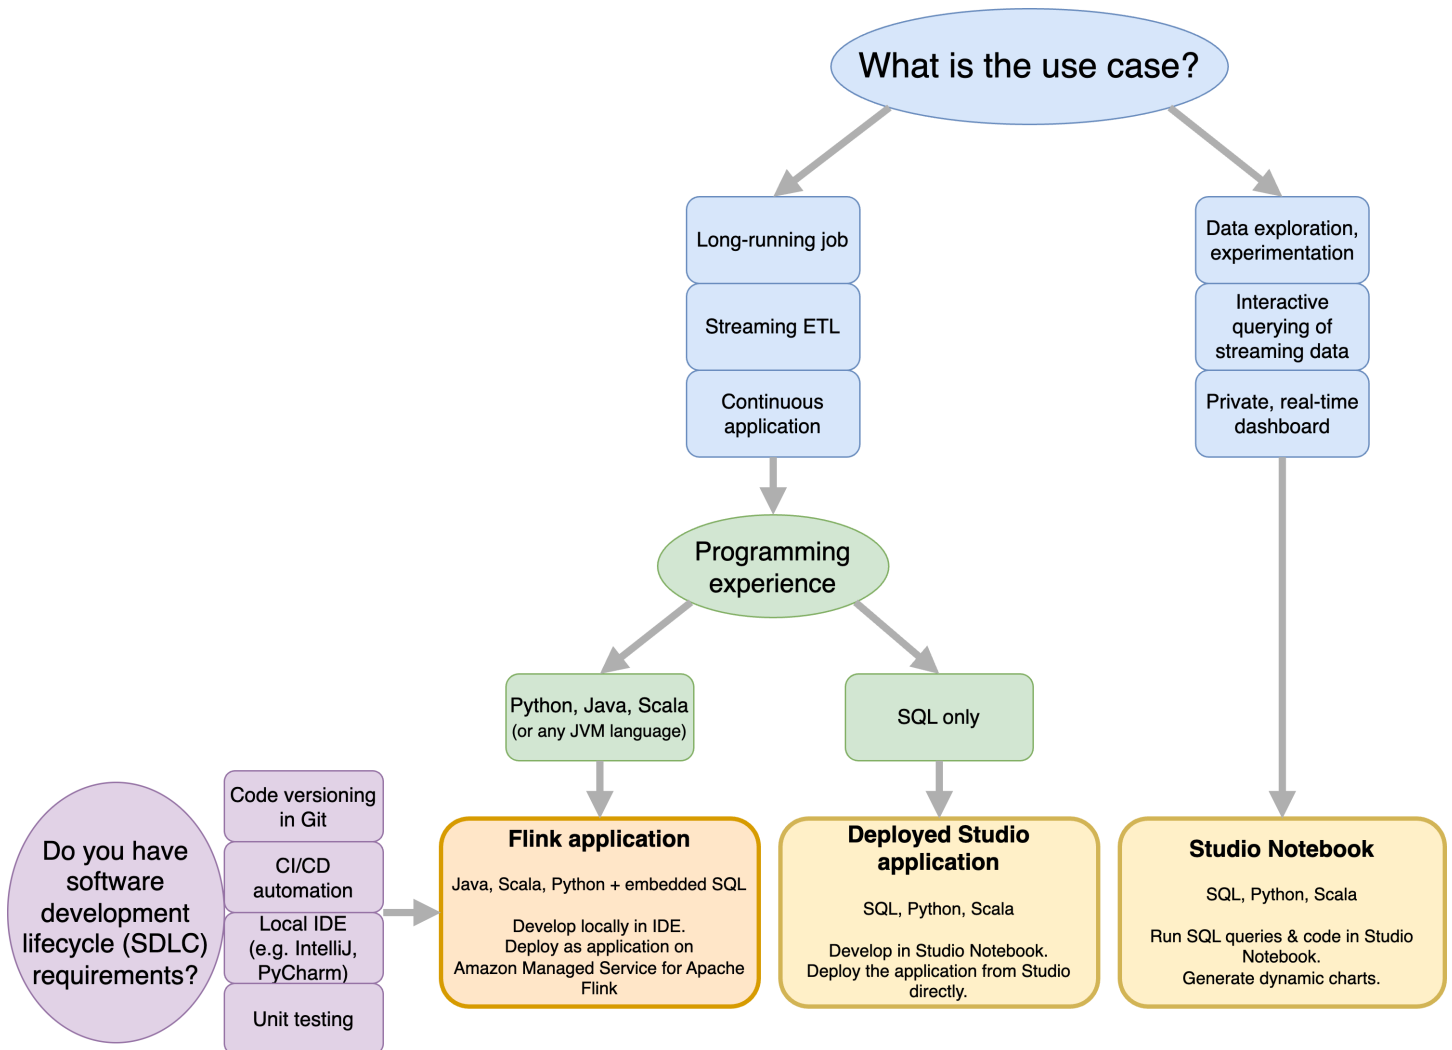 What is the use case?
Long-running job
Streaming ETL
Continuous
application
Data exploration,
experimentation
Interactive
querying of
streaming data
Private, real-time
dashboard
Programming
experience
Python, Java, Scala
(or any JVM language)
SQL only
Do you have
software
development
lifecycle (SDLC)
requirements?
Code versioning
in Git
CI/CD
automation
Local IDE
(e.g. IntelliJ,
PyCharm)
Unit testing
Flink application
Java, Scala, Python + embedded SQL
Develop locally in IDE.
Deploy as application on
Amazon Managed Service for Apache
Flink
Deployed Studio
application
SQL, Python, Scala
Develop in Studio Notebook.
Deploy the application from Studio
directly.
Studio Notebook
SQL, Python, Scala
Run SQL queries & code in Studio
Notebook.
Generate dynamic charts.